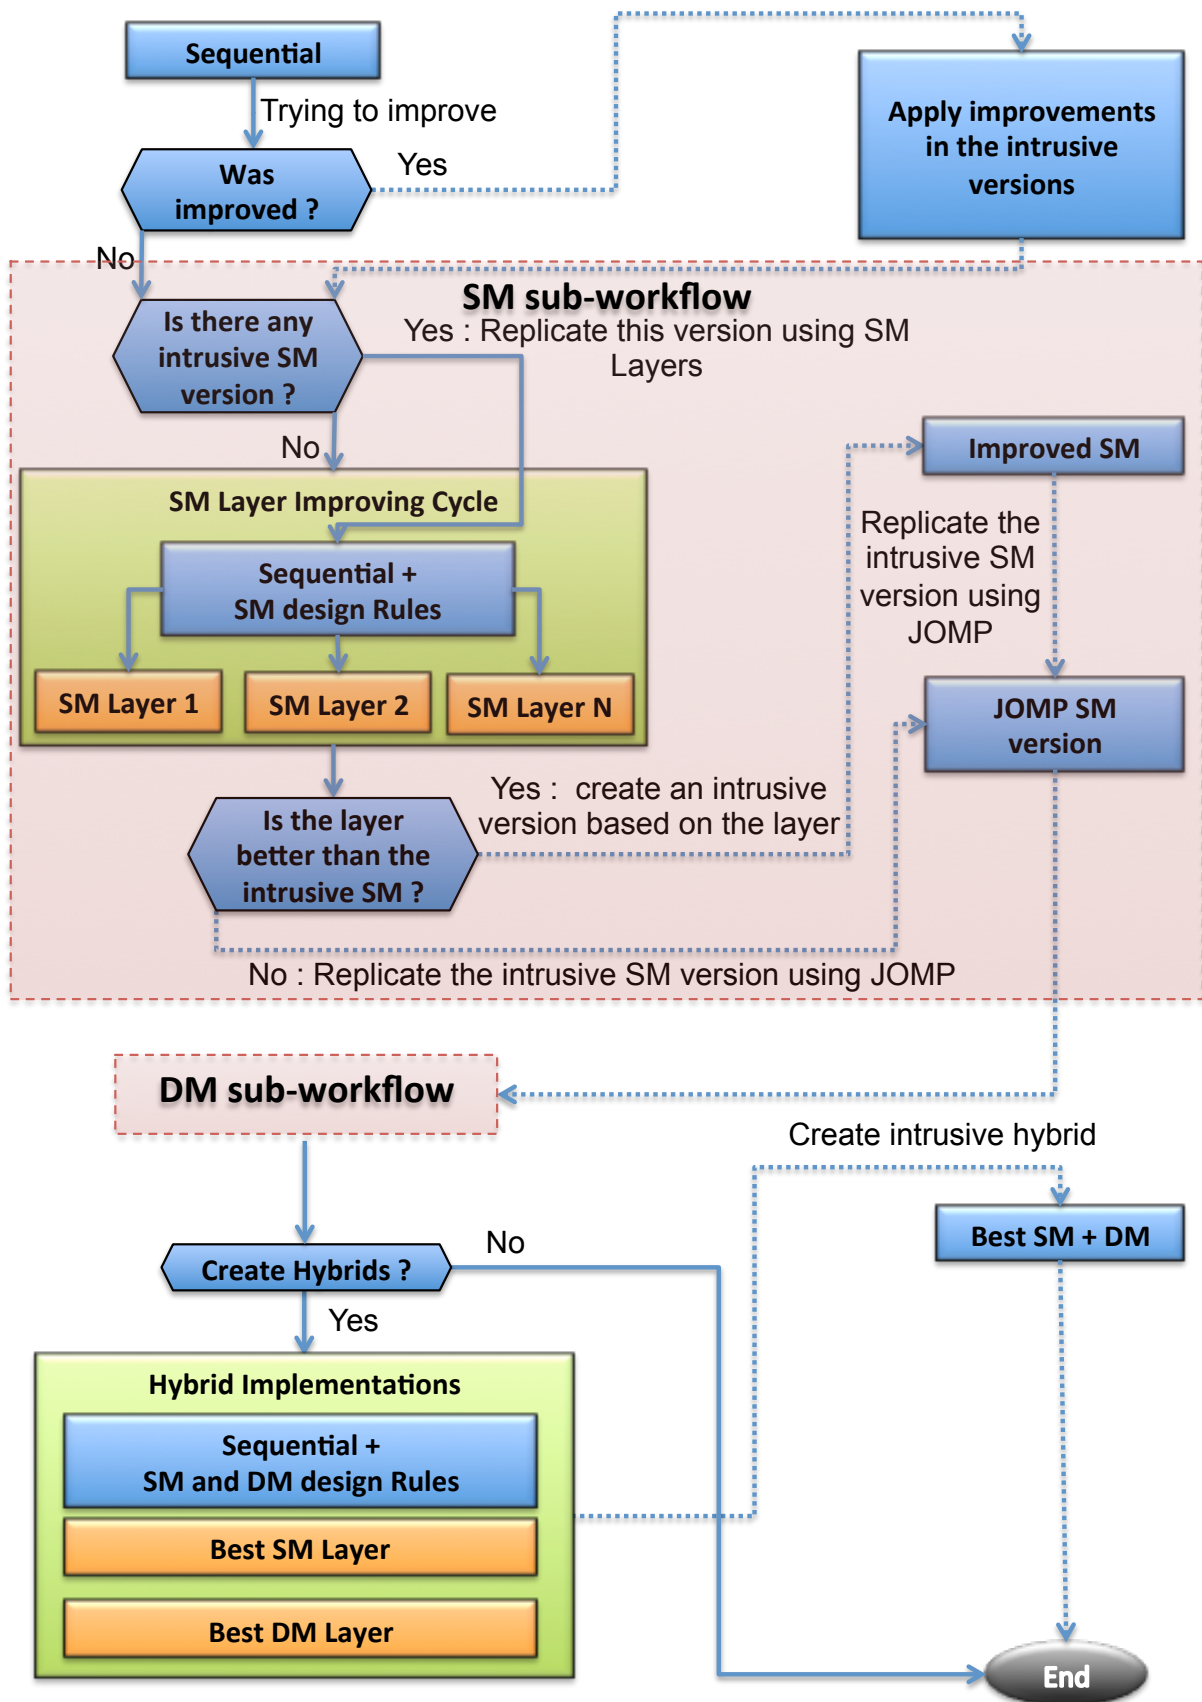 Sequential
Trying to improve
Was
improved ?
Yes
Apply improvements
in the intrusive
versions
No
SM sub-workflow
Is there any
intrusive SM
version ?
Yes : Replicate this version using SM
Layers
No
Improved SM
SM Layer Improving Cycle
Replicate the
intrusive SM
version using
JOMP
Sequential +
SM design Rules
SM Layer 1
SM Layer 2
SM Layer N
JOMP SM
version
Yes :  create an intrusive
version based on the layer
Is the layer
better than the
intrusive SM ?
No : Replicate the intrusive SM version using JOMP
DM sub-workflow
Create intrusive hybrid
Best SM + DM
No
Create Hybrids ?
Yes
Hybrid Implementations
Sequential +
SM and DM design Rules
Best SM Layer
Best DM Layer
End